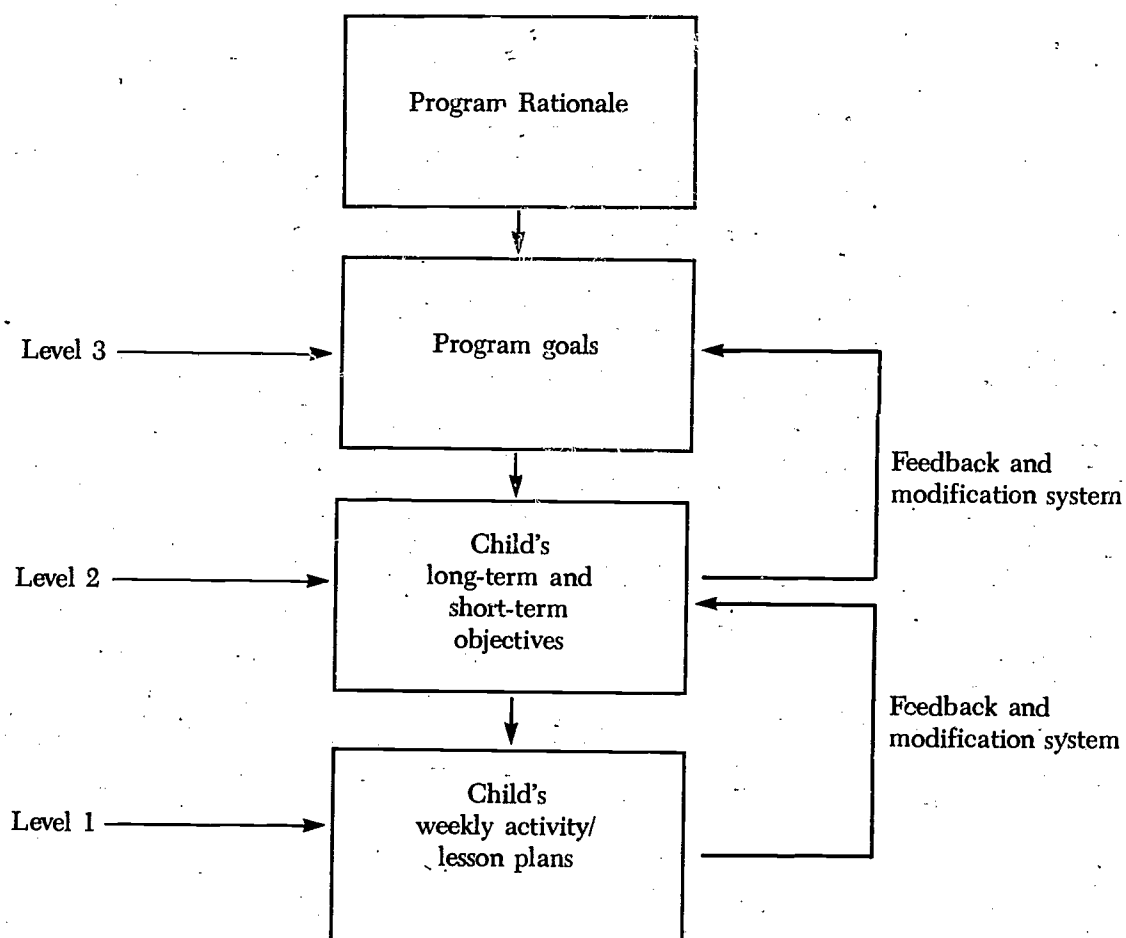 Program Rationale
Level 3
Program goals
Feedback and
modification system
Level 2
Child's
long-term and
short-term
objectives
Feedback and
modification system
Level 1
Child's
weekly activity/
lesson plans